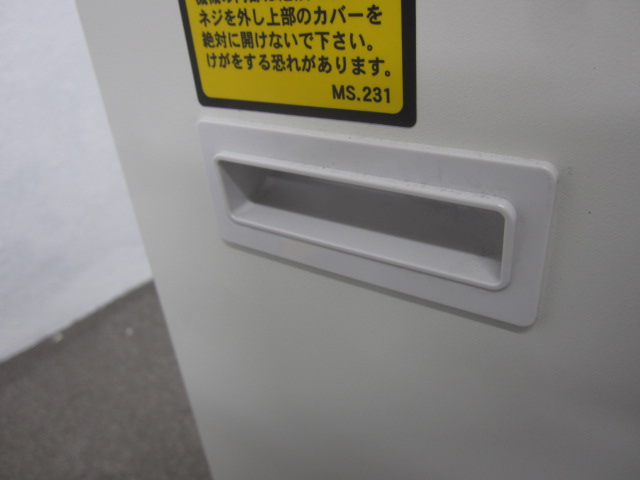 ネジを外し上部のカバーを
絶対に開けないで下さい。
けがをする恐れがあります。
MS.231